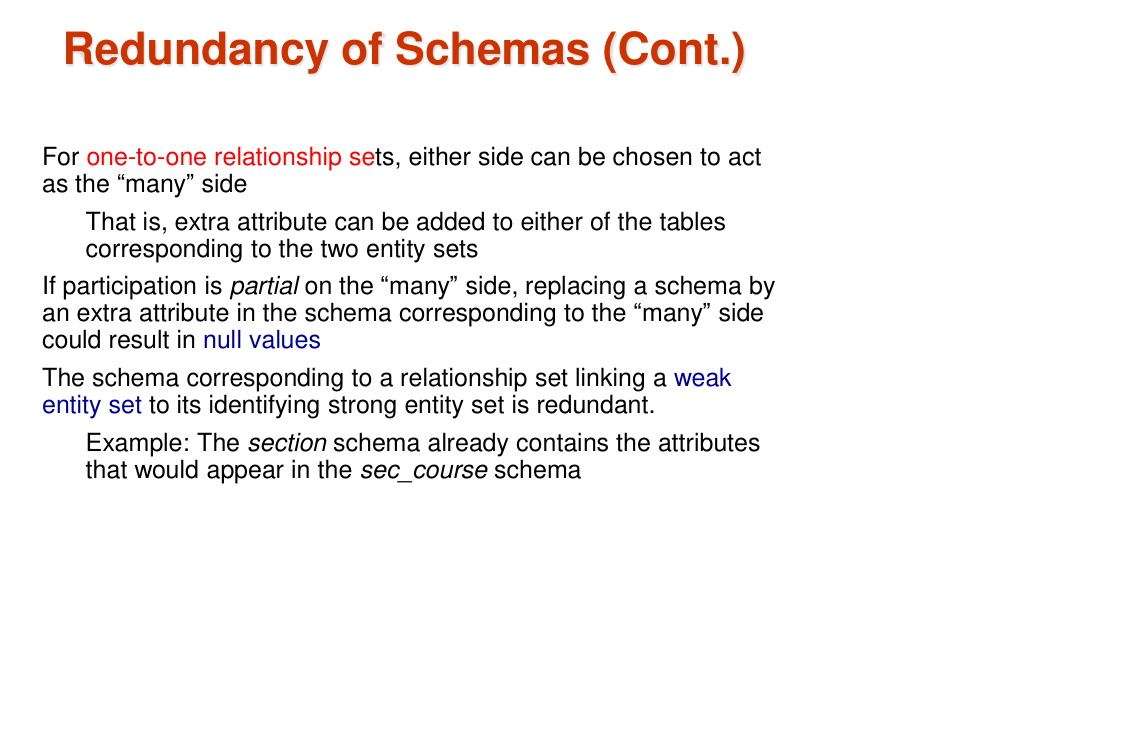 Redundancy of Schemas (Cont.)
For one-to-one relationship sets, either side can be chosen to act
as the “many” side
That is, extra attribute can be added to either of the tables
corresponding to the two entity sets
If participation is partial on the “many” side, replacing a schema by
an extra attribute in the schema corresponding to the “many” side
could result in null values
The schema corresponding to a relationship set linking a weak
entity set to its identifying strong entity set is redundant.
Example: The section schema already contains the attributes
that would appear in the sec_course schema